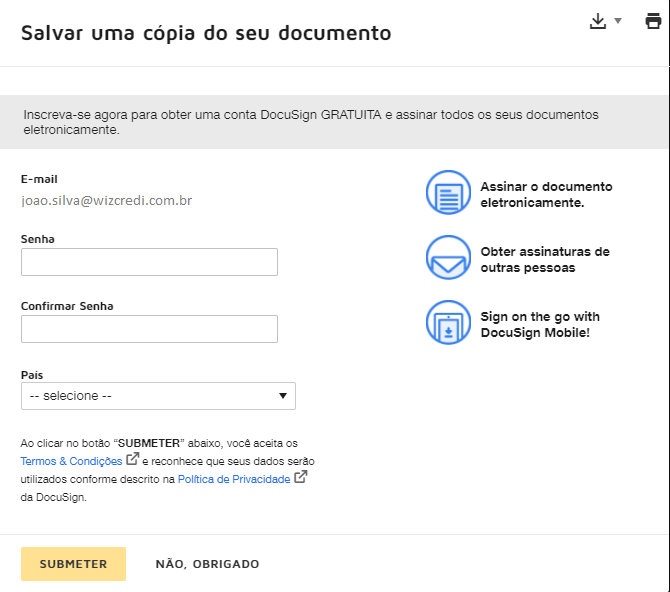 Salvar uma cópia do seu documento
Inscreva-se agora para obter uma conta DocuSign GRATUITA e assinar todos os seus documentos
eletronicamente.
E-mail
joao.silva@wizcredi.com.br
Senha
Confirmar Senha
País
-- selecione --
Ao clicar no botão “SUBMETER” abaixo, você aceita os
Termos & Condições e reconhece que seus dados serão
utilizados conforme descrito na Política de Privacidade
da DocuSign.
Assinar o documento
eletronicamente.
Obter assinaturas de
outras pessoas
Sign on the go with
DocuSign Mobile!
SUBMETER
NÃO, OBRIGADO